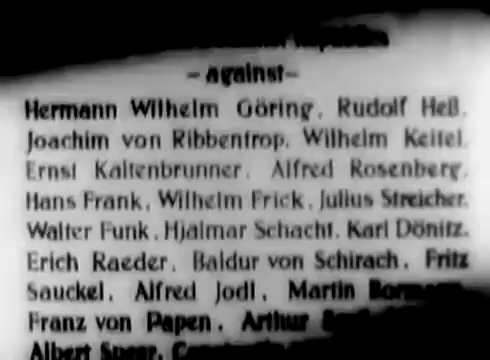 -against-
Hermann Wilhelm Göring, Rudolf Heß,
Joachim von Ribbentrop, Wilhelm Keitel,
Ernst Kaltenbrunner, Alfred Rosenberg,
Hans Frank, Wilhelm Frick, Julius Streicher,
Walter Funk, Hjalmar Schacht, Karl Dönitz,
Erich Raeder, Baldur von Schirach, Fritz
Sauckel, Alfred Jodl, Martin Bormann,
Franz von Papen, Arthur
Albert Speer,